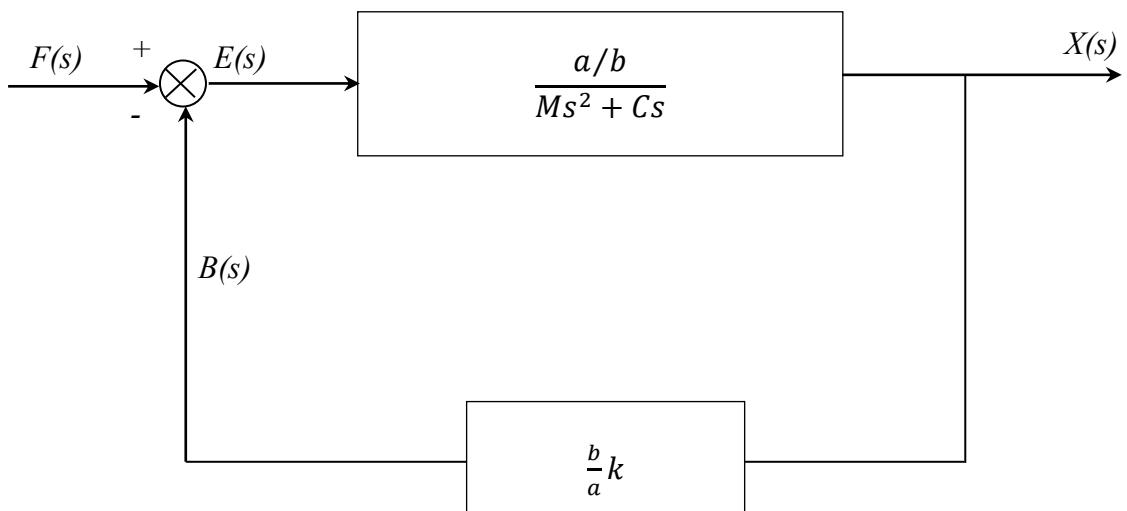 F(s)
+
-
E(s)
a/b
Ms² + Cs
X(s)
B(s)
b
a
k